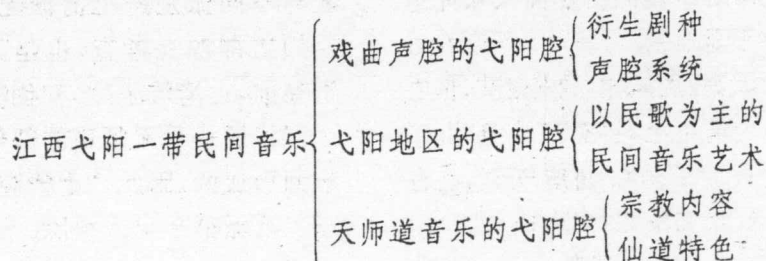 江西弋阳一带民间音乐
戏曲声腔的弋阳腔
衍生剧种
声腔系统
弋阳地区的弋阳腔
以民歌为主的
民间音乐艺术
天师道音乐的弋阳腔
宗教内容
仙道特色